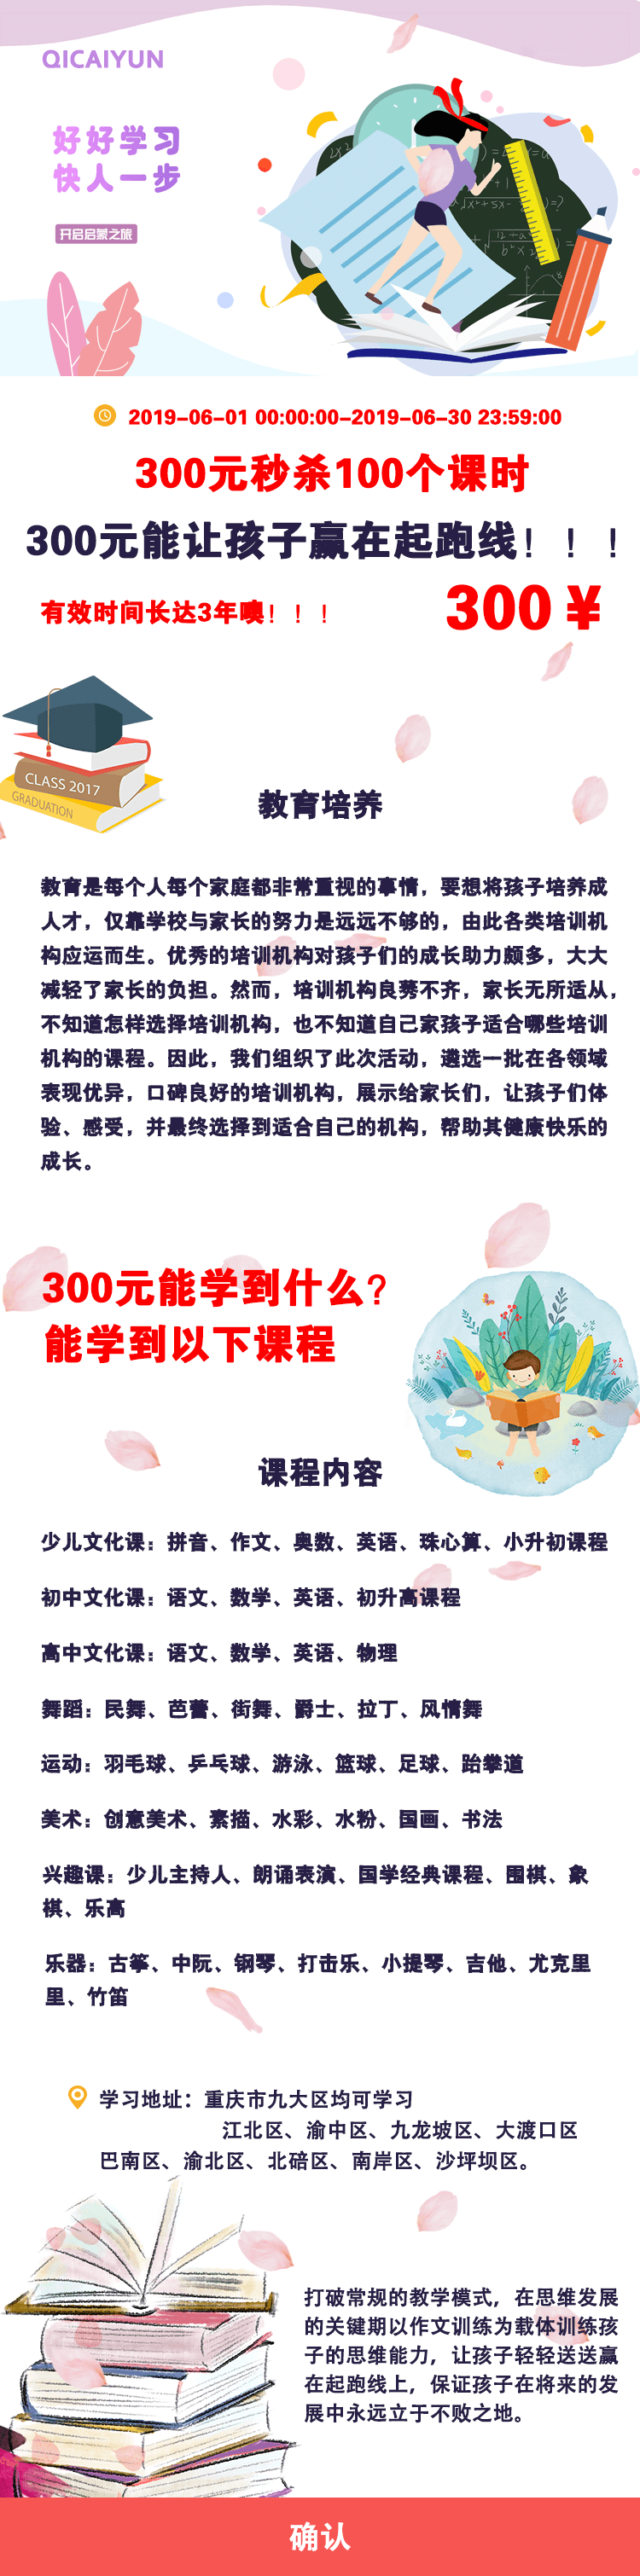 QICAIYUN
好好学习
快人一步
开启启蒙之旅
2019-06-01 00:00:00-2019-06-30 23:59:00
300元秒杀100个课时
300元能让孩子赢在起跑线！！！
有效时间长达3年噢！！！
300￥
CLASS 2017
GRADUATION
教育培养
教育是每个人每个家庭都非常重视的事情，要想将孩子培养成
人才，仅靠学校与家长的努力是远远不够的，由此各类培训机
构应运而生。优秀的培训机构对孩子们的成长助力颇多，大大
减轻了家长的负担。然而，培训机构良莠不齐，家长无所适从，
不知道怎样选择培训机构，也不知道自己家孩子适合哪些培训
机构的课程。因此，我们组织了此次活动，遴选一批在各领域
表现优异，口碑良好的培训机构，展示给家长们，让孩子们体
验、感受，并最终选择到适合自己的机构，帮助其健康快乐的
成长。
300元能学到什么？
能学到以下课程
课程内容
少儿文化课：拼音、作文、奥数、英语、珠心算、小升初课程
初中文化课：语文、数学、英语、初升高课程
高中文化课：语文、数学、英语、物理
舞蹈：民舞、芭蕾、街舞、爵士、拉丁、风情舞
运动：羽毛球、乒乓球、游泳、篮球、足球、跆拳道
美术：创意美术、素描、水彩、水粉、国画、书法
兴趣课：少儿主持人、朗诵表演、国学经典课程、围棋、象
棋、乐高
乐器：古筝、中阮、钢琴、打击乐、小提琴、吉他、尤克里
里、竹笛
学习地址：重庆市九大区均可学习
江北区、渝中区、九龙坡区、大渡口区
巴南区、渝北区、北碚区、南岸区、沙坪坝区。
打破常规的教学模式，在思维发展
的关键期以作文训练为载体训练孩
子的思维能力，让孩子轻轻送送赢
在起跑线上，保证孩子在将来的发
展中永远立于不败之地。
确认